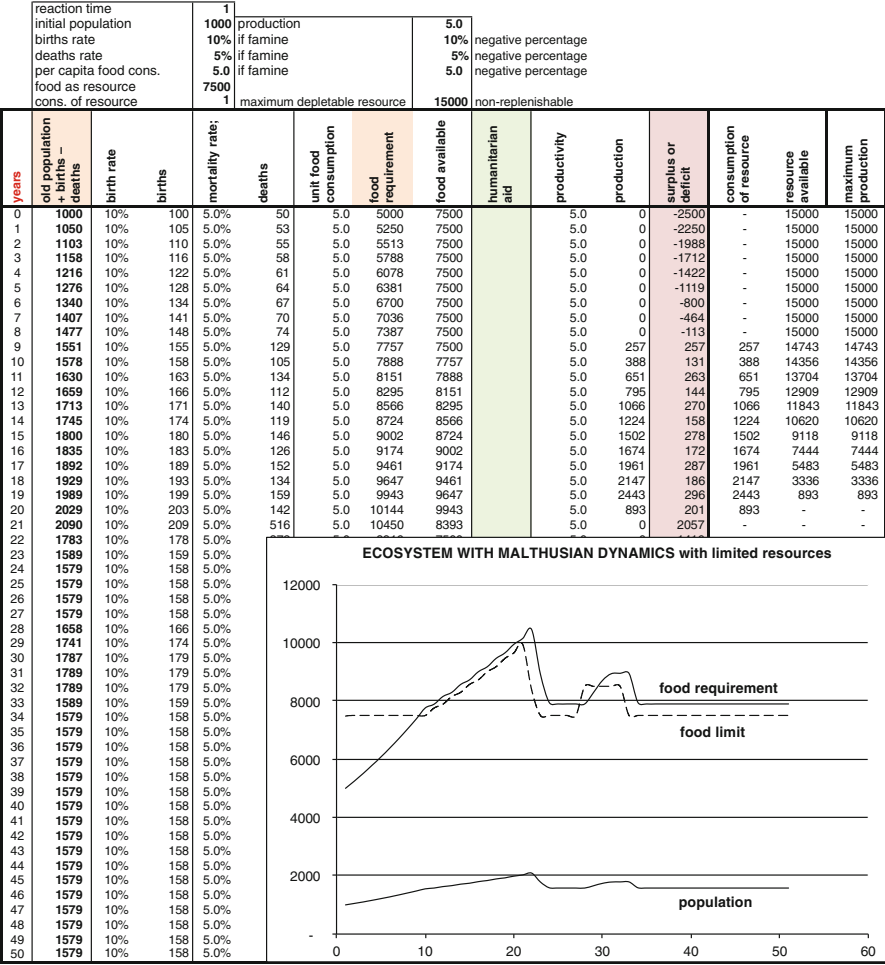 reaction time 1
initial population 1000 production 5.0
births rate 10% if famine 10% negative percentage
deaths rate 5% if famine 5% negative percentage
per capita food cons. 5.0 if famine 5.0 negative percentage
food as resource 7500
cons. of resource 1 maximum depletable resource 15000 non-replenishable
years
old population
+ births –
deaths
birth rate
births
mortality rate;
deaths
unit food
consumption
food
requirement
food available
humanitarian
aid
productivity
production
surplus or
deficit
consumption
of resource
resource
available
maximum
production
0 1000 10% 100 5.0% 50 5.0 5000 7500 5.0 0 -2500 - 15000 15000
1 1050 10% 105 5.0% 53 5.0 5250 7500 5.0 0 -2250 - 15000 15000
2 1103 10% 110 5.0% 55 5.0 5513 7500 5.0 0 -1988 - 15000 15000
3 1158 10% 116 5.0% 58 5.0 5788 7500 5.0 0 -1712 - 15000 15000
4 1216 10% 122 5.0% 61 5.0 6078 7500 5.0 0 -1422 - 15000 15000
5 1276 10% 128 5.0% 64 5.0 6381 7500 5.0 0 -1119 - 15000 15000
6 1340 10% 134 5.0% 67 5.0 6700 7500 5.0 0 -800 - 15000 15000
7 1407 10% 141 5.0% 70 5.0 7036 7500 5.0 0 -464 - 15000 15000
8 1477 10% 148 5.0% 74 5.0 7387 7500 5.0 0 -113 - 15000 15000
9 1551 10% 155 5.0% 129 5.0 7757 7500 5.0 257 257 257 14743 14743
10 1578 10% 158 5.0% 105 5.0 7888 7757 5.0 388 131 388 14356 14356
11 1630 10% 163 5.0% 134 5.0 8151 7888 5.0 651 263 651 13704 13704
12 1659 10% 166 5.0% 112 5.0 8295 8151 5.0 795 144 795 12909 12909
13 1713 10% 171 5.0% 140 5.0 8566 8295 5.0 1066 270 1066 11843 11843
14 1745 10% 174 5.0% 119 5.0 8724 8566 5.0 1224 158 1224 10620 10620
15 1800 10% 180 5.0% 146 5.0 9002 8724 5.0 1502 278 1502 9118 9118
16 1835 10% 183 5.0% 126 5.0 9174 9002 5.0 1674 172 1674 7444 7444
17 1892 10% 189 5.0% 152 5.0 9461 9174 5.0 1961 287 1961 5483 5483
18 1929 10% 193 5.0% 134 5.0 9647 9461 5.0 2147 186 2147 3336 3336
19 1989 10% 199 5.0% 159 5.0 9943 9647 5.0 2443 296 2443 893 893
20 2029 10% 203 5.0% 142 5.0 10144 9943 5.0 893 201 893 - -
21 2090 10% 209 5.0% 516 5.0 10450 8393 5.0 0 2057 - - -
22 1783 10% 178 5.0%
23 1589 10% 159 5.0%
24 1579 10% 158 5.0%
25 1579 10% 158 5.0%
26 1579 10% 158 5.0%
27 1579 10% 158 5.0%
28 1658 10% 166 5.0%
29 1741 10% 174 5.0%
30 1787 10% 179 5.0%
31 1789 10% 179 5.0%
32 1789 10% 179 5.0%
33 1589 10% 159 5.0%
34 1579 10% 158 5.0%
35 1579 10% 158 5.0%
36 1579 10% 158 5.0%
37 1579 10% 158 5.0%
38 1579 10% 158 5.0%
39 1579 10% 158 5.0%
40 1579 10% 158 5.0%
41 1579 10% 158 5.0%
42 1579 10% 158 5.0%
43 1579 10% 158 5.0%
44 1579 10% 158 5.0%
45 1579 10% 158 5.0%
46 1579 10% 158 5.0%
47 1579 10% 158 5.0%
48 1579 10% 158 5.0%
49 1579 10% 158 5.0%
50 1579 10% 158 5.0%
ECOSYSTEM WITH MALTHUSIAN DYNAMICS with limited resources
12000
10000
8000
6000
4000
2000
-
food requirement
food limit
population
0 10 20 30 40 50 60